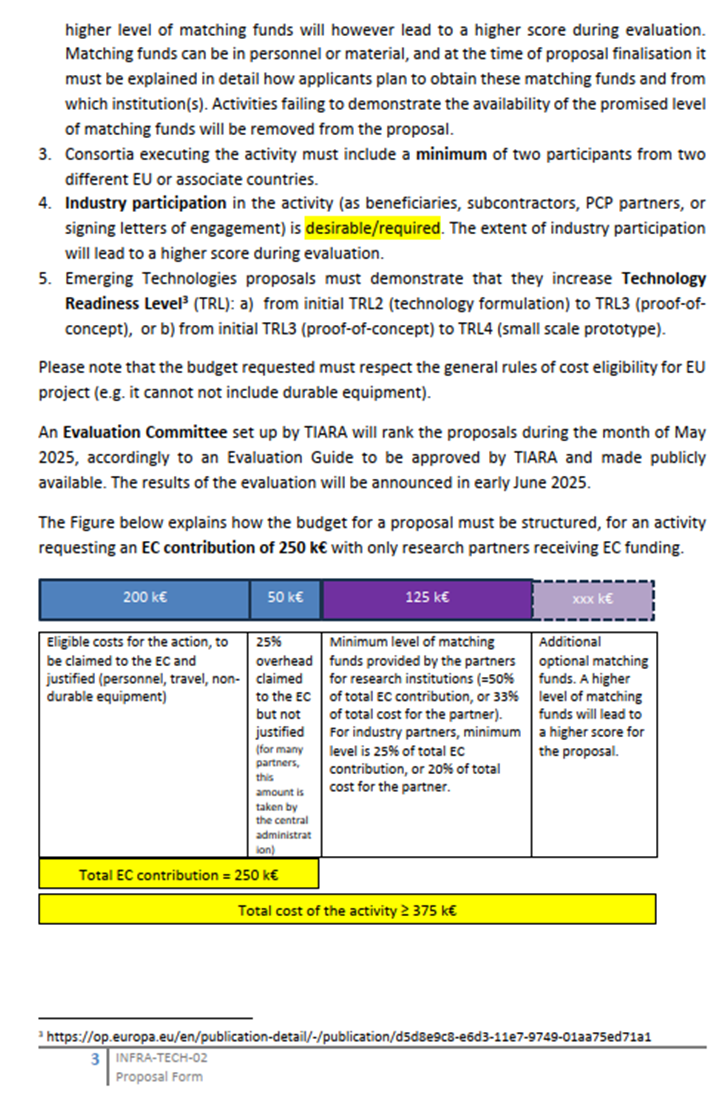 higher level of matching funds will however lead to a higher score during evaluation.
Matching funds can be in personnel or material, and at the time of proposal finalisation it
must be explained in detail how applicants plan to obtain these matching funds and from
which institution(s). Activities failing to demonstrate the availability of the promised level
of matching funds will be removed from the proposal.
3. Consortia executing the activity must include a minimum of two participants from two
different EU or associate countries.
4. Industry participation in the activity (as beneficiaries, subcontractors, PCP partners, or
signing letters of engagement) is desirable/required. The extent of industry participation
will lead to a higher score during evaluation.
5. Emerging Technologies proposals must demonstrate that they increase Technology
Readiness Level³ (TRL): a) from initial TRL2 (technology formulation) to TRL3 (proof-of-
concept), or b) from initial TRL3 (proof-of-concept) to TRL4 (small scale prototype).
Please note that the budget requested must respect the general rules of cost eligibility for EU
project (e.g. it cannot not include durable equipment).
An Evaluation Committee set up by TIARA will rank the proposals during the month of May
2025, accordingly to an Evaluation Guide to be approved by TIARA and made publicly
available. The results of the evaluation will be announced in early June 2025.
The Figure below explains how the budget for a proposal must be structured, for an activity
requesting an EC contribution of 250 k€ with only research partners receiving EC funding.
200 k€
50 k€
125 k€
xxx k€
Eligible costs for the action, to
be claimed to the EC and
justified (personnel, travel, non-
durable equipment)
25%
overhead
claimed
to the EC
but not
justified
(for many
partners,
this
amount is
taken by
the central
administrat
ion)
Minimum level of matching
funds provided by the partners
for research institutions (=50%
of total EC contribution, or 33%
of total cost for the partner).
For industry partners, minimum
level is 25% of total EC
contribution, or 20% of total
cost for the partner.
Additional
optional matching
funds. A higher
level of matching
funds will lead to
a higher score for
the proposal.
Total EC contribution = 250 k€
Total cost of the activity ≥ 375 k€
³ https://op.europa.eu/en/publication-detail/-/publication/d5d8e9c8-e6d3-11e7-9749-01aa75ed71a1
3 INFRA-TECH-02
Proposal Form